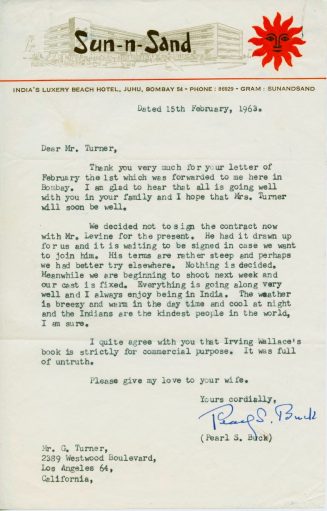 Sun-n-Sand
INDIA'S LUXERY BEACH HOTEL, JUHU, BOMBAY 54 • PHONE : 86929 • GRAM : SUNANDSAND
Dated 15th February, 1963.
Dear Mr. Turner,
Thank you very much for your letter of
February the 1st which was forwarded to me here in
Bombay. I am glad to hear that all is going well
with you in your family and I hope that Mrs. Turner
will soon be well.
We decided not to sign the contract now
with Mr. Levine for the present. He had it drawn up
for us and it is waiting to be signed in case we want
to join him. His terms are rether steep and perhaps
we had better try elsewhere. Nothing is decided.
Meanwhile we are beginning to shoot next week and
our cast is fixed. Everything is going along very
well and I always enjoy being in India. The weather
is breezy and warm in the day time and cool at night
and the Indians are the kindest people in the world,
I am sure.
I quite agree with you that Irving Wallace's
book is strictly for commercial purpose. It was full
of untruth.
Please give my love to your wife.
Yours cordially,
Pearl S. Buck
(Pearl S. Buck)
Mr. G. Turner,
2389 Westwood Boulevard,
Los Angeles 64,
California,